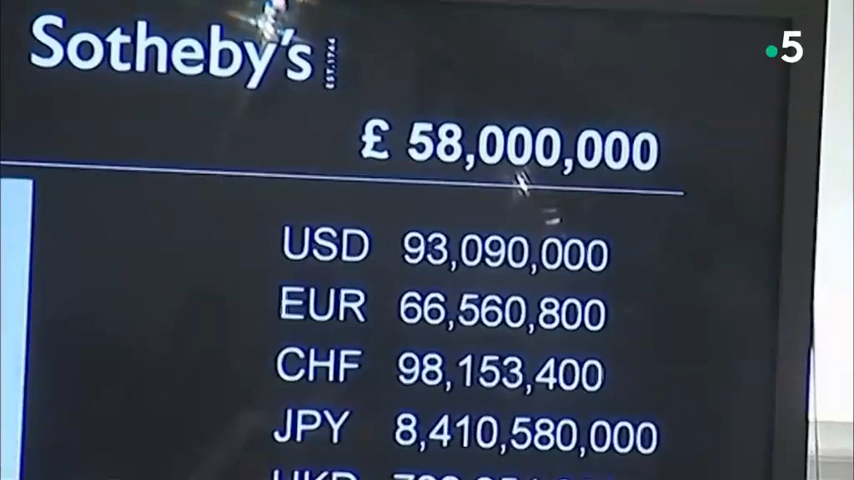 Sotheby's EST.1744
5
£ 58,000,000
USD 93,090,000
EUR 66,560,800
CHF 98,153,400
JPY 8,410,580,000
HKD